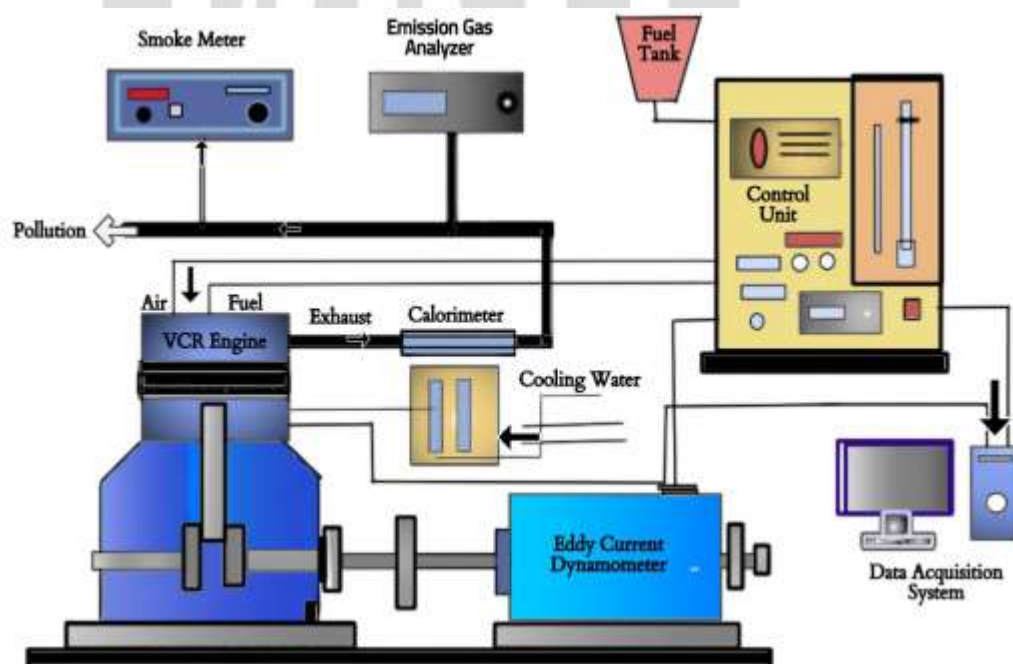 Smoke Meter
Emission Gas
Analyzer
Fuel
Tank
Control
Unit
Pollution
Air
Fuel
Exhaust
Calorimeter
VCR Engine
Cooling Water
Eddy Current
Dynamometer
Data Acquisition
System